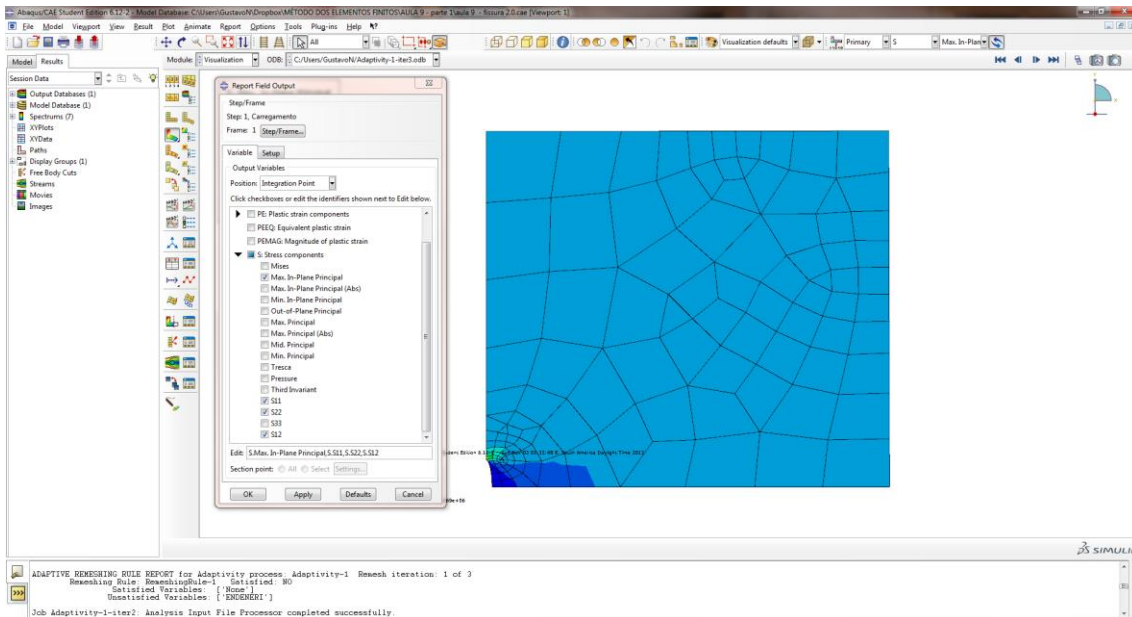 Abaqus/CAE Student Edition 6.12-2 - Model Database: C:\Users\GustavoN\Dropbox\MÉTODO DOS ELEMENTOS FINITOS\AULA 9 - parte 1\aula 9 - fissura 2.0.cae [Viewport: 1]
File Model Viewport View Result Plot Animate Report Options Tools Plug-ins Help
All
Visualization defaults
Primary
S
Max. In-Plan
Model Results
Module: Visualization ODB: C:/Users/GustavoN/Adaptivity-1-iter3.odb
Session Data
Output Databases (1)
Model Database (1)
Spectrums (7)
XYPlots
XYData
Paths
Display Groups (1)
Free Body Cuts
Streams
Movies
Images
Report Field Output
Step/Frame
Step: 1, Carregamento
Frame: 1 Step/Frame...
Variable Setup
Output Variables
Position: Integration Point
Click checkboxes or edit the identifiers shown next to Edit below.
PE: Plastic strain components
PEEQ: Equivalent plastic strain
PEMAG: Magnitude of plastic strain
S: Stress components
Mises
Max. In-Plane Principal
Max. In-Plane Principal (Abs)
Min. In-Plane Principal
Out-of-Plane Principal
Max. Principal
Max. Principal (Abs)
Mid. Principal
Min. Principal
Tresca
Pressure
Third Invariant
S11
S22
S33
S12
Edit: S.Max. In-Plane Principal,S.S11,S.S22,S.S12
Section point: All Select Settings...
OK Apply Defaults Cancel
America Daylight Time
69e+06
SIMULI
ADAPTIVE REMESHING RULE REPORT for Adaptivity process: Adaptivity-1 Remesh iteration: 1 of 3
Remeshing Rule: RemeshingRule-1 Satisfied: NO
Satisfied Variables: ['None']
Unsatisfied Variables: ['ENDENERI']
Job Adaptivity-1-iter2: Analysis Input File Processor completed successfully.